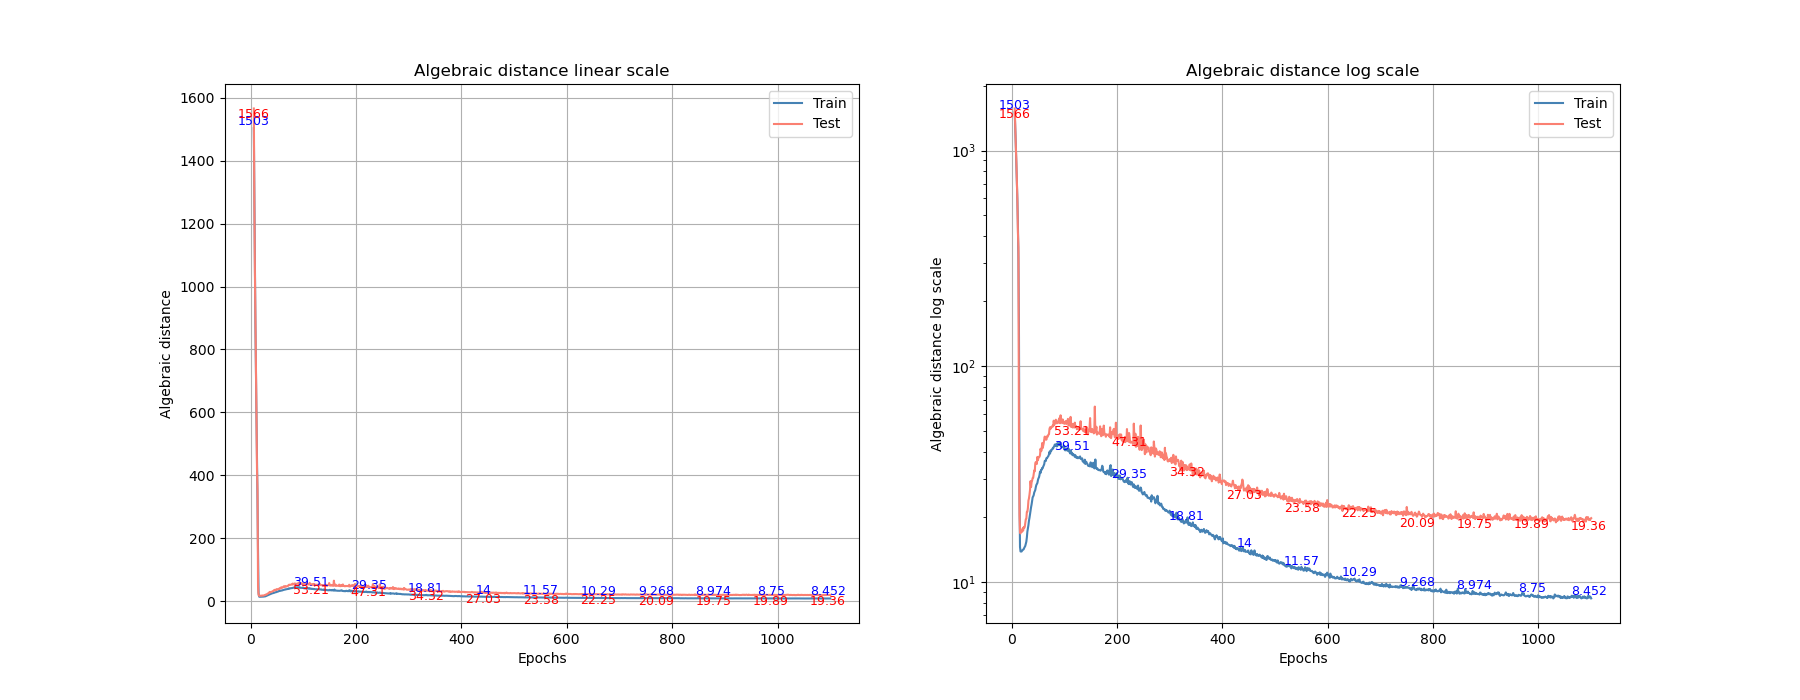 Algebraic distance linear scale
Algebraic distance
1600
1400
1200
1000
800
600
400
200
0
1566
1503
Train
Test
39.51 29.35 18.81 14 11.57 10.29 9.268 8.974 8.75 8.452
53.21 47.31 34.32 27.03 23.58 22.25 20.09 19.75 19.89 19.36
0 200 400 600 800 1000
Epochs
Algebraic distance log scale
Algebraic distance log scale
10³
10²
10¹
1503
1566
Train
Test
53.21 47.31 34.32 27.03 23.58 22.25 20.09 19.75 19.89 19.36
39.51 29.35 18.81 14 11.57 10.29 9.268 8.974 8.75 8.452
0 200 400 600 800 1000
Epochs